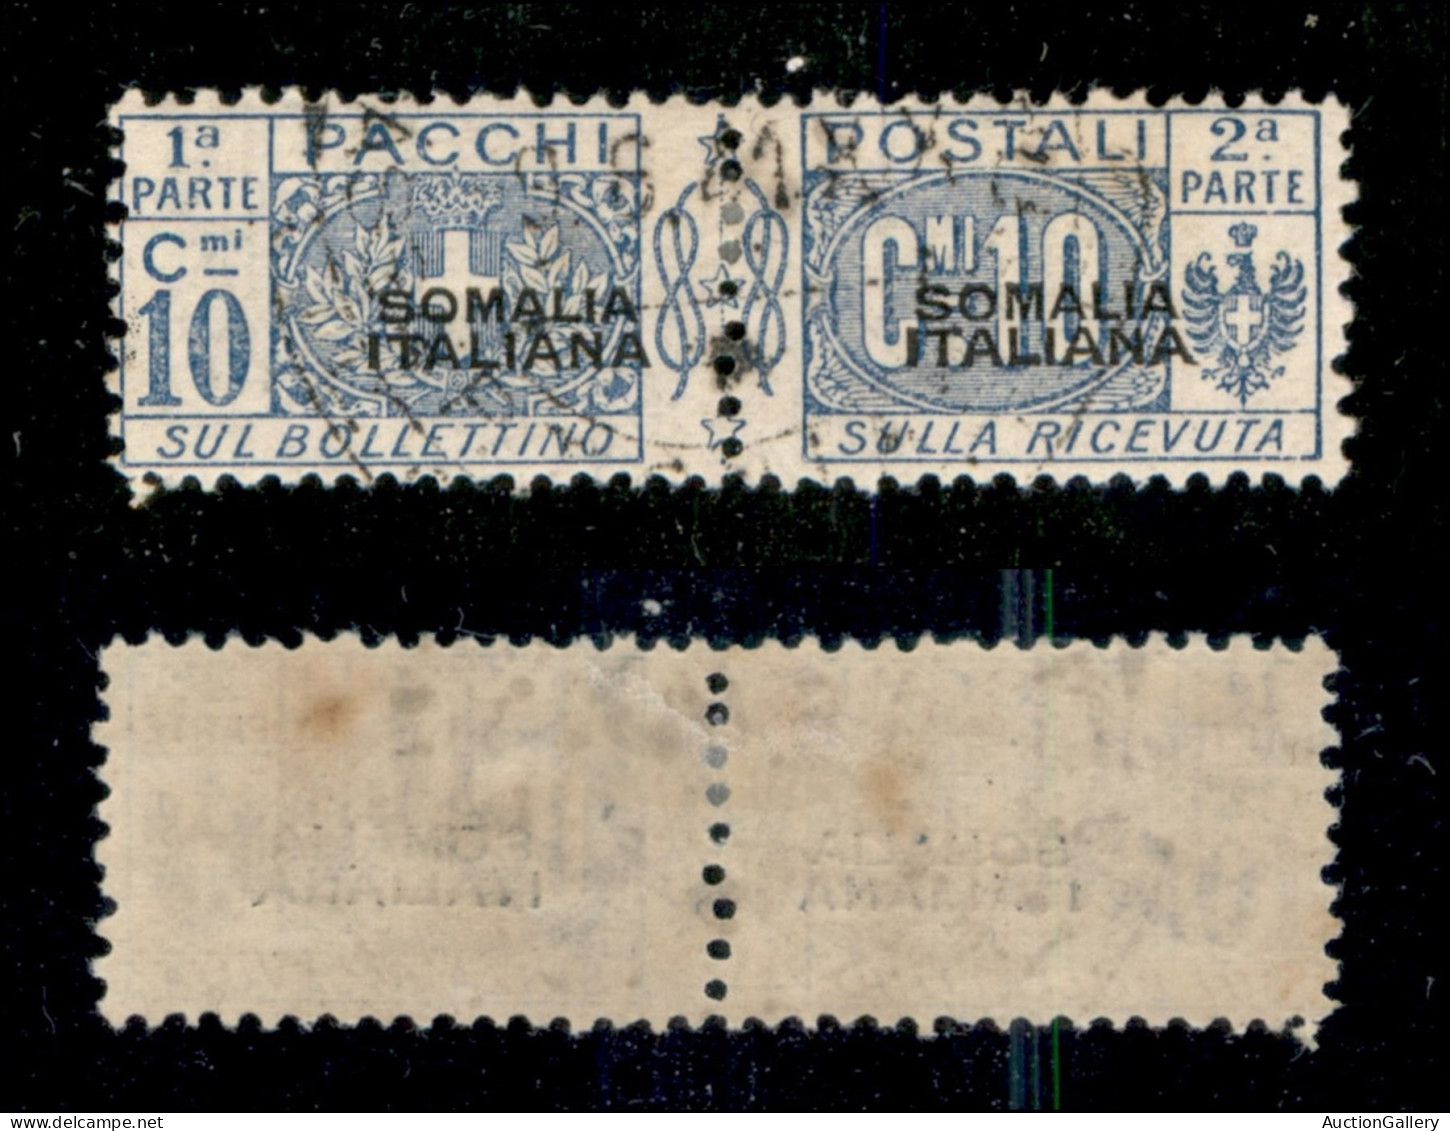 1ª. PARTE
PACCHI
POSTALI
2ª. PARTE
Cmi 10
Cmi 10
SOMALIA ITALIANA
SOMALIA ITALIANA
SUL BOLLETTINO
SULLA RICEVUTA
AuctionGallery